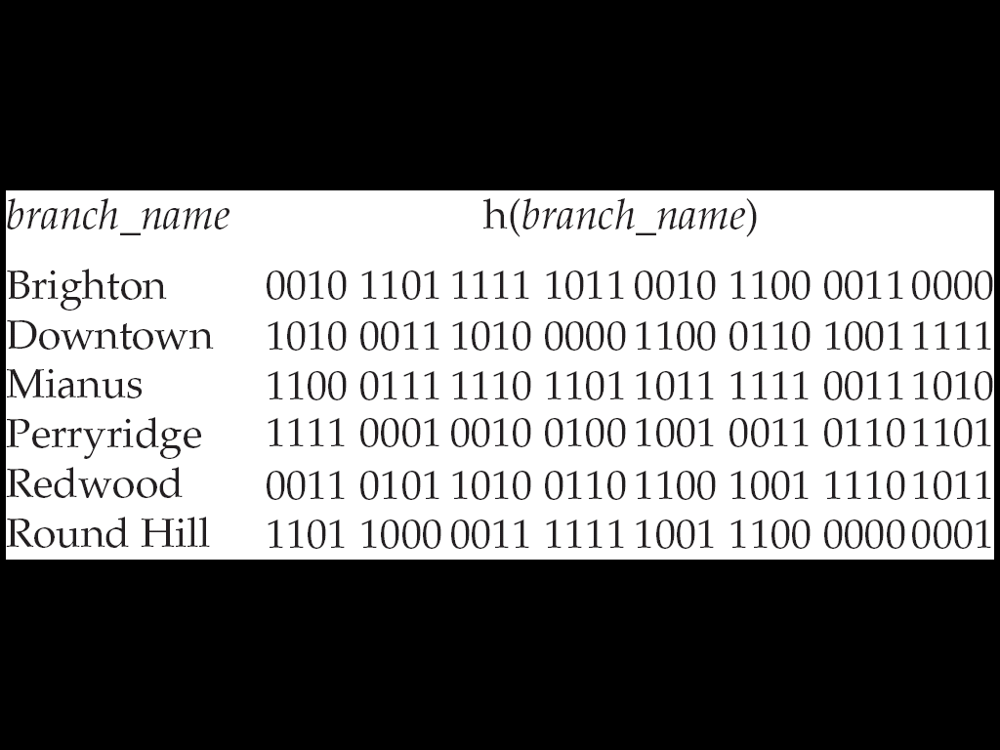 branch_name h(branch_name)
Brighton 0010 1101 1111 1011 0010 1100 0011 0000
Downtown 1010 0011 1010 0000 1100 0110 1001 1111
Mianus 1100 0111 1110 1101 1011 1111 0011 1010
Perryridge 1111 0001 0010 0100 1001 0011 0110 1101
Redwood 0011 0101 1010 0110 1100 1001 1110 1011
Round Hill 1101 1000 0011 1111 1001 1100 0000 0001